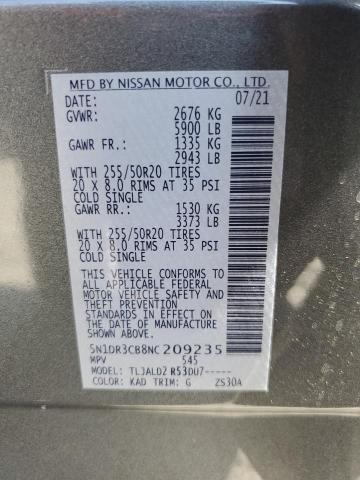 MFD BY NISSAN MOTOR CO., LTD.
DATE: 07/21
GVWR: 2676 KG
5900 LB
GAWR FR.: 1335 KG
2943 LB
WITH 255/50R20 TIRES
20 X 8.0 RIMS AT 35 PSI
COLD SINGLE
GAWR RR.: 1530 KG
3373 LB
WITH 255/50R20 TIRES
20 X 8.0 RIMS AT 35 PSI
COLD SINGLE
THIS VEHICLE CONFORMS TO
ALL APPLICABLE FEDERAL
MOTOR VEHICLE SAFETY,
BUMPER, AND THEFT PREVENTION
STANDARDS IN EFFECT ON
THE DATE OF MANUFACTURE
SHOWN ABOVE.
5N1DR3CB8NC209235
MPV 545
MODEL: TLJALD2 R53DU7-----
COLOR: KAD TRIM: G ZS30A